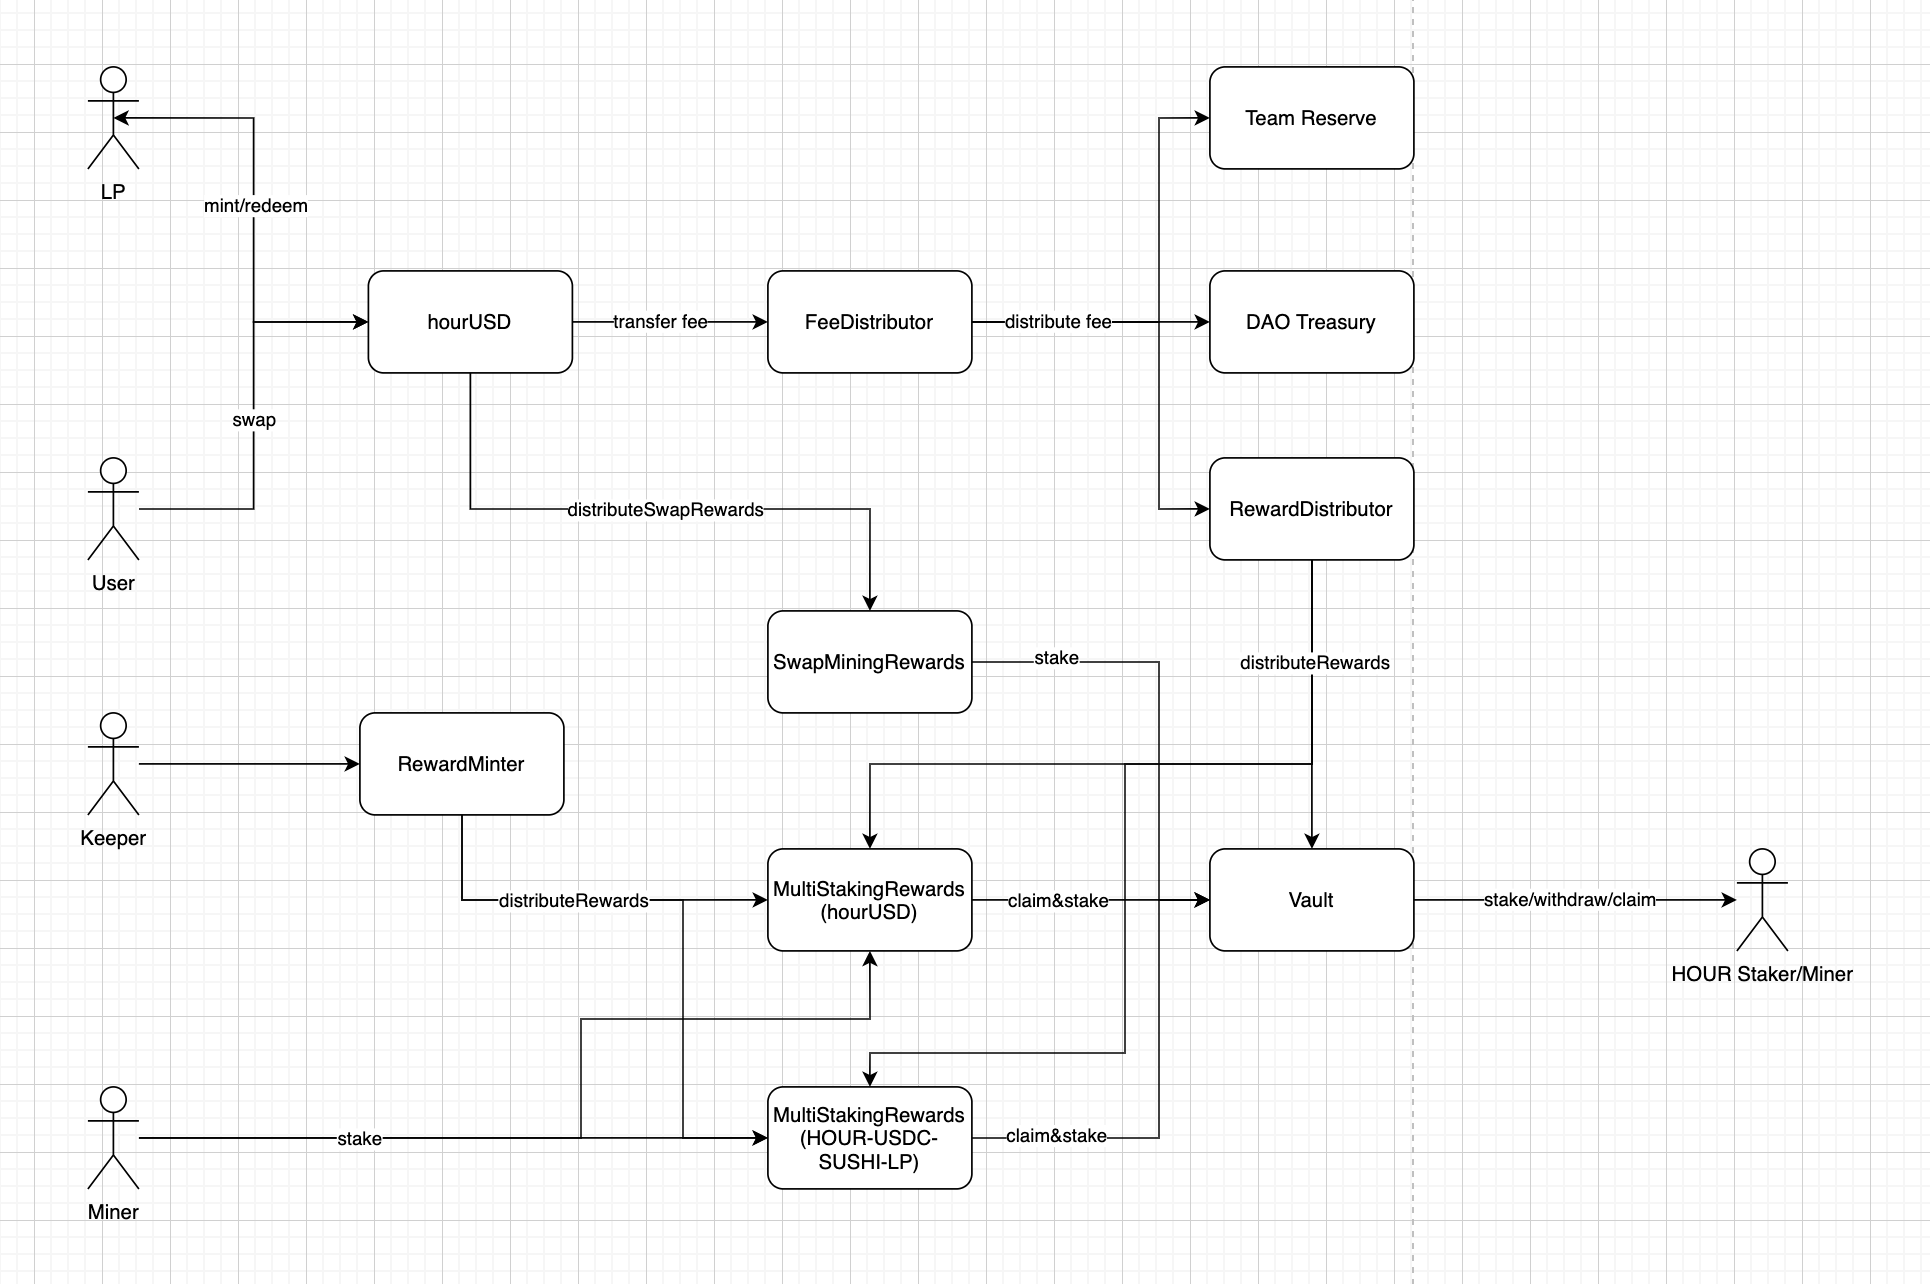 Team Reserve
LP
mint/redeem
hourUSD
transfer fee
FeeDistributor
distribute fee
DAO Treasury
swap
distributeSwapRewards
RewardDistributor
User
SwapMiningRewards
stake
distributeRewards
RewardMinter
Keeper
distributeRewards
MultiStakingRewards
(hourUSD)
claim&stake
Vault
stake/withdraw/claim
HOUR Staker/Miner
stake
MultiStakingRewards
(HOUR-USDC-
SUSHI-LP)
claim&stake
Miner